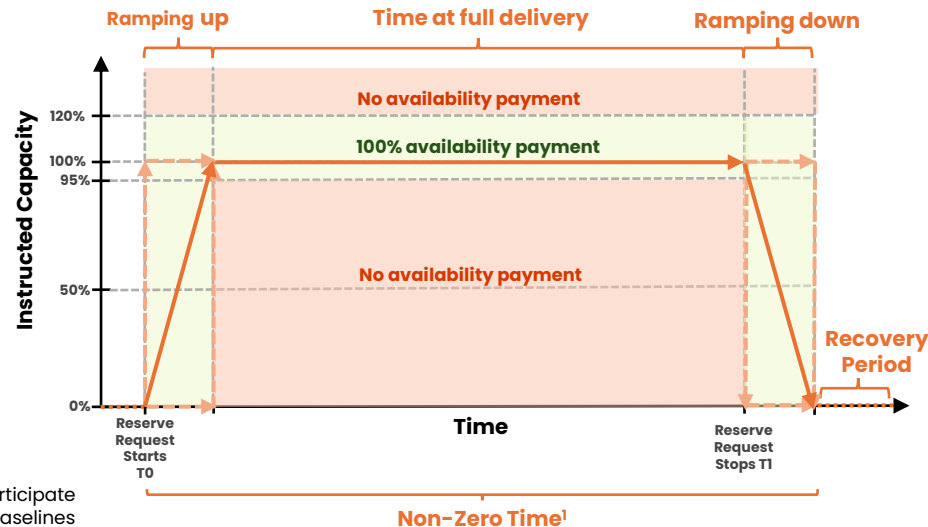 Ramping up
Time at full delivery
Ramping down
No availability payment
120%
100% availability payment
100%
95%
Instructed Capacity
No availability payment
50%
Recovery
Period
0%
Reserve
Request
Starts
T0
Time
Reserve
Request
Stops T1
rticipate
aselines
Non-Zero Time¹